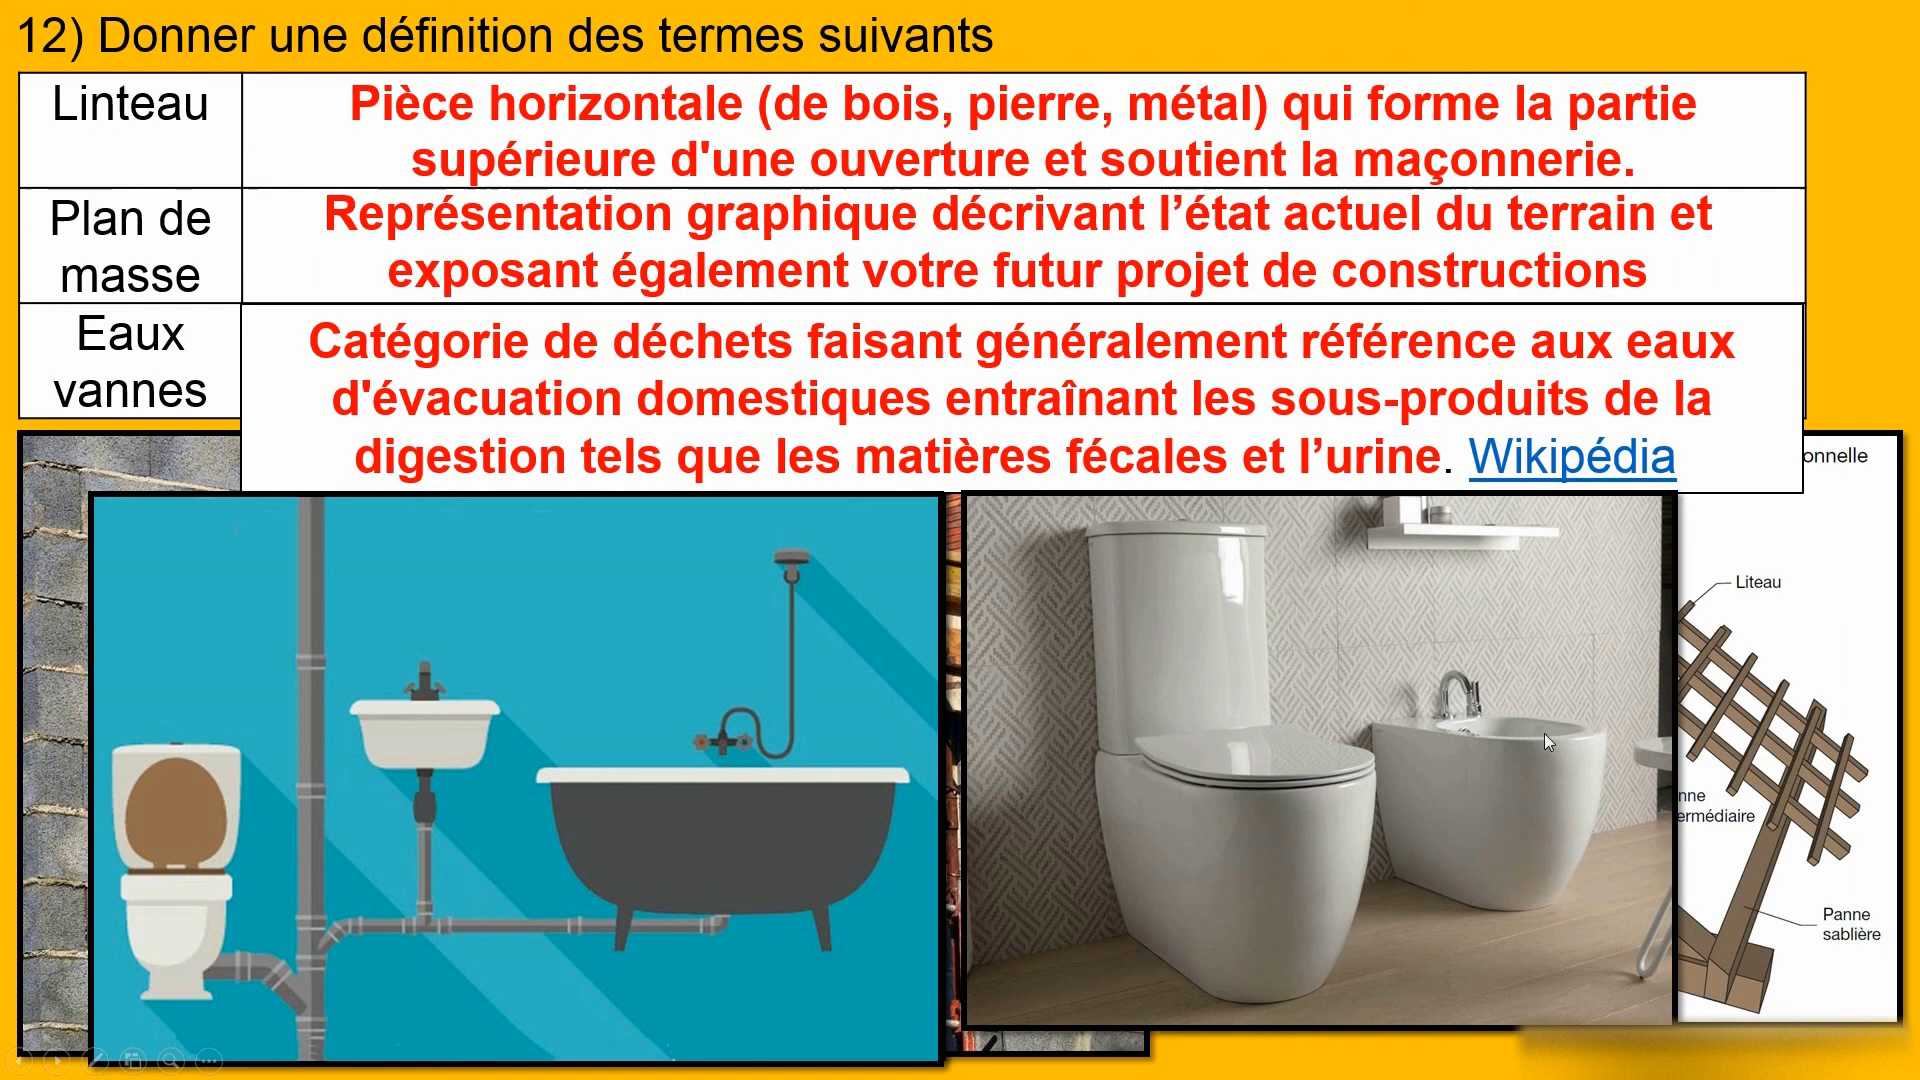 12) Donner une définition des termes suivants
Linteau
Pièce horizontale (de bois, pierre, métal) qui forme la partie
supérieure d'une ouverture et soutient la maçonnerie.
Plan de
masse
Représentation graphique décrivant l’état actuel du terrain et
exposant également votre futur projet de constructions
Eaux
vannes
Catégorie de déchets faisant généralement référence aux eaux
d'évacuation domestiques entraînant les sous-produits de la
digestion tels que les matières fécales et l’urine. Wikipédia
onnelle
Liteau
nne
ermédiaire
Panne
sablière